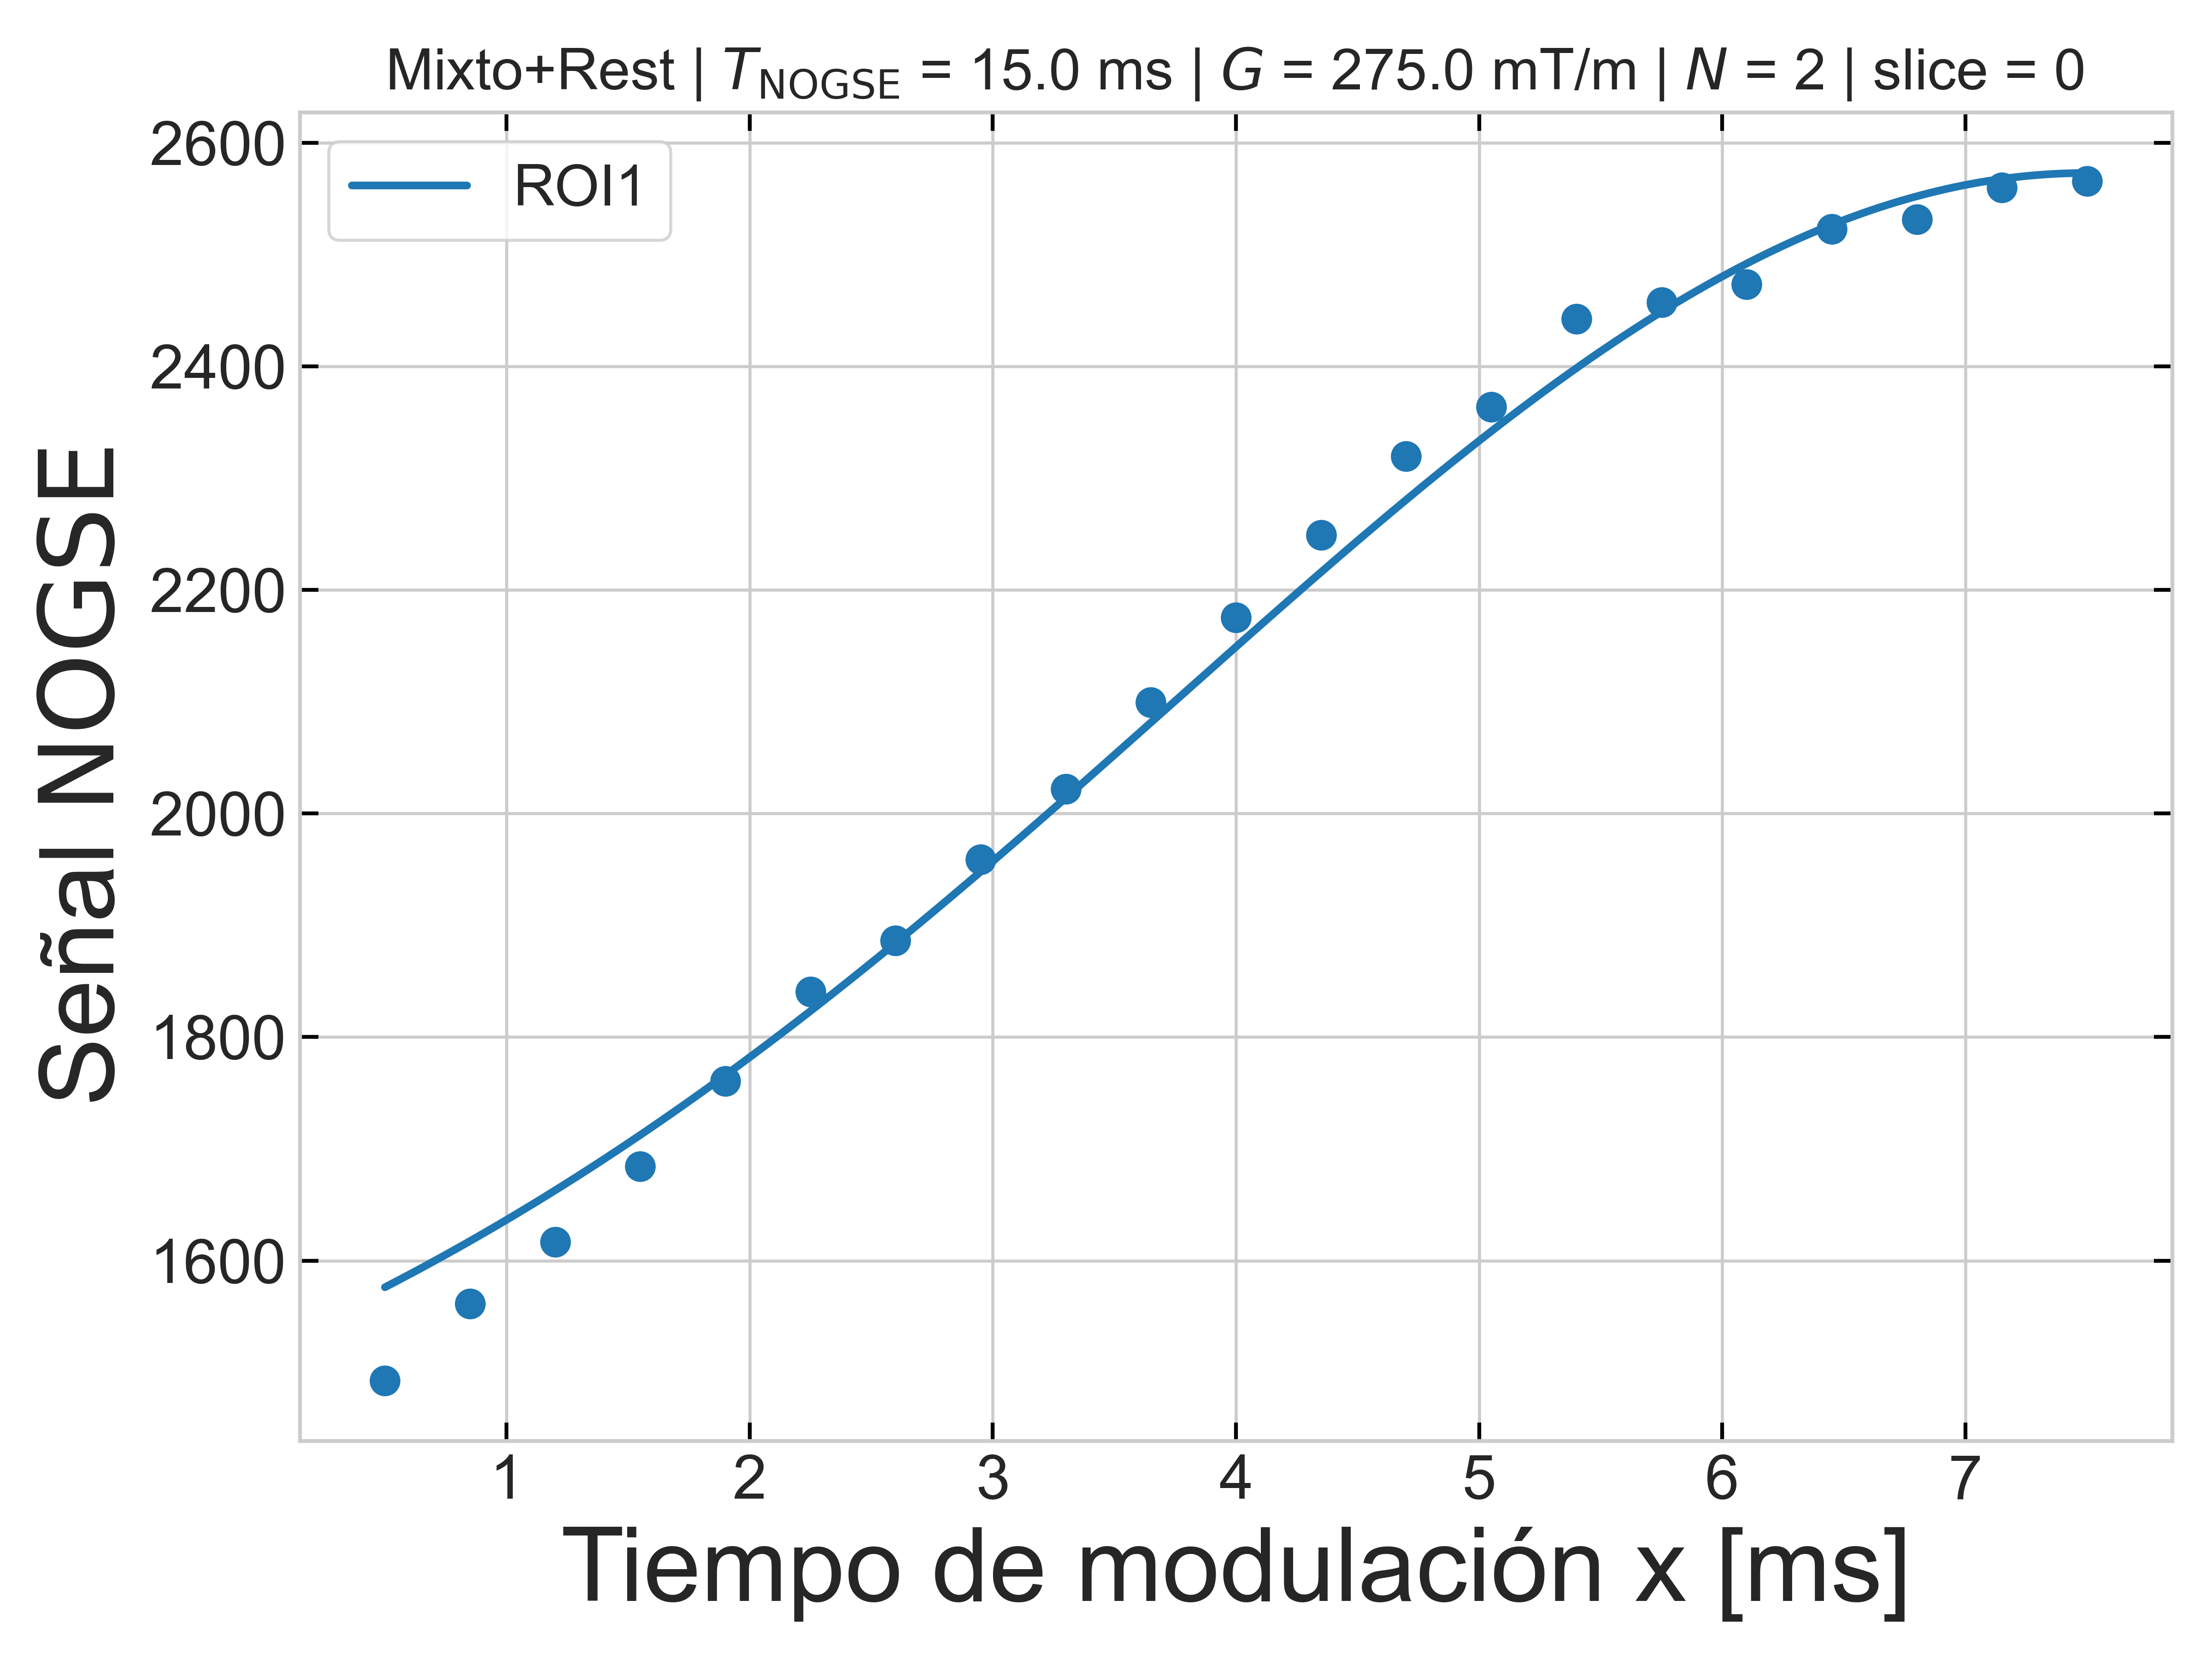 Mixto+Rest | T_NOGSE = 15.0 ms | G = 275.0 mT/m | N = 2 | slice = 0
ROI1
Señal NOGSE
2600
2400
2200
2000
1800
1600
1 2 3 4 5 6 7
Tiempo de modulación x [ms]